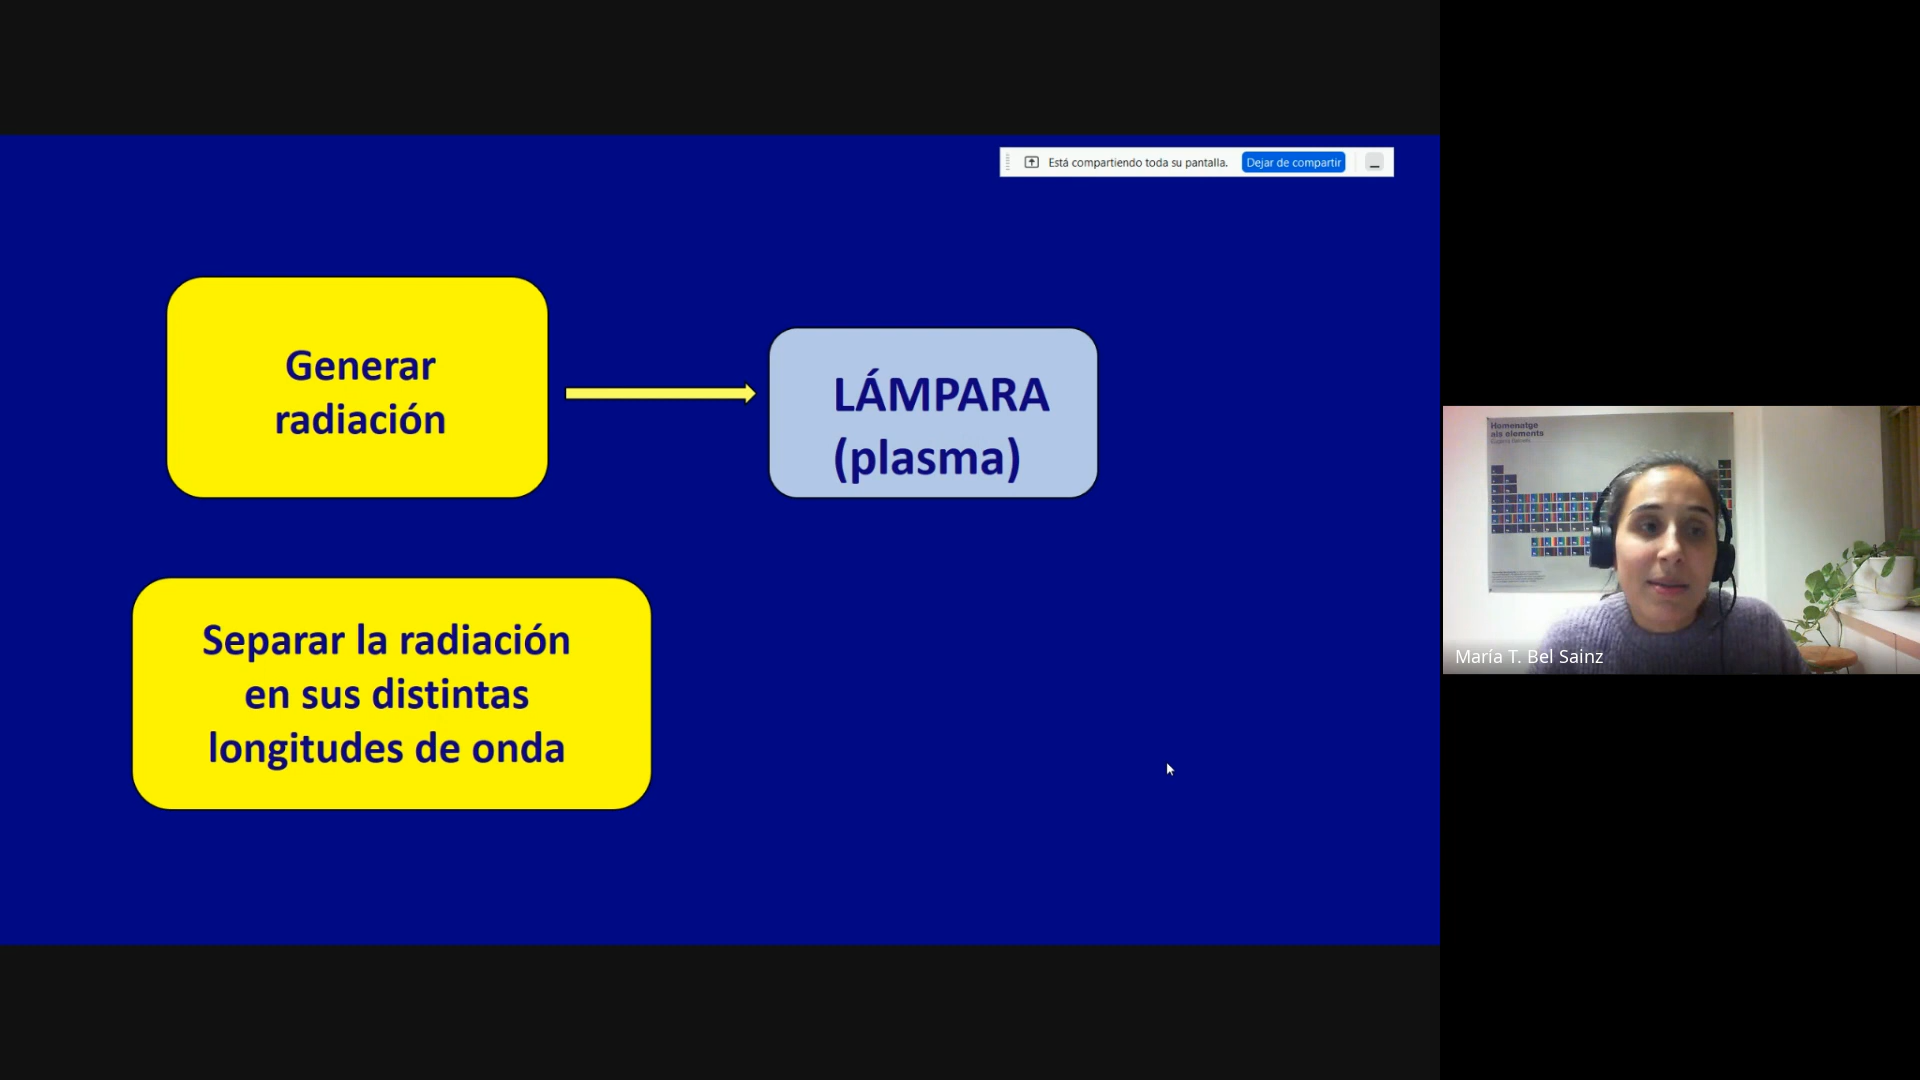 Está compartiendo toda su pantalla.
Dejar de compartir
Generar
radiación
LÁMPARA
(plasma)
Separar la radiación
en sus distintas
longitudes de onda
Homenatge
als elements
María T. Bel Sainz